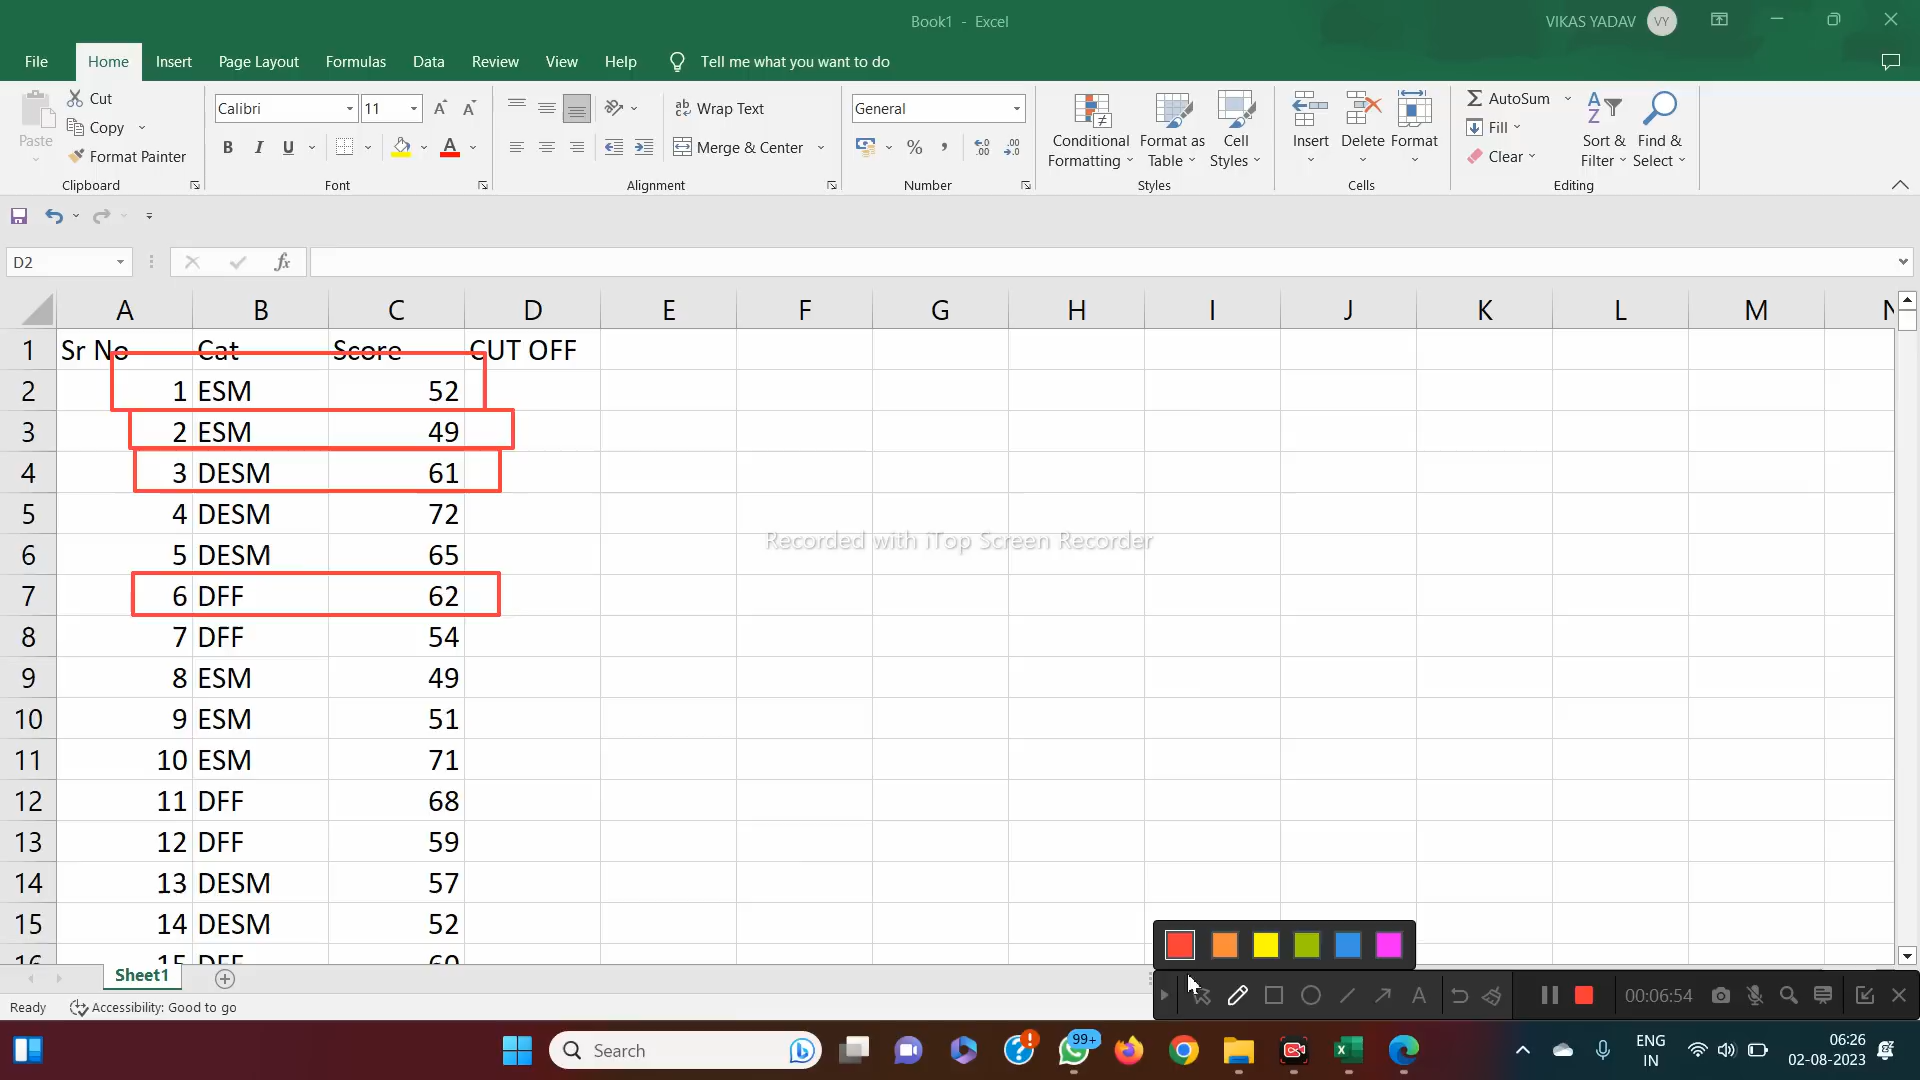 Book1 - Excel
VIKAS YADAV VY
File Home Insert Page Layout Formulas Data Review View Help Tell me what you want to do
Paste
Cut
Copy
Format Painter
Clipboard
Calibri 11
B I U
Font
Wrap Text
Merge & Center
Alignment
General
Number
Conditional Formatting
Format as Table
Cell Styles
Styles
Insert Delete Format
Cells
AutoSum
Fill
Clear
Sort & Filter
Find & Select
Editing
D2 fx
A B C D E F G H I J K L M N
1 Sr No Cat Score CUT OFF
2 1 ESM 52
3 2 ESM 49
4 3 DESM 61
5 4 DESM 72
6 5 DESM 65
7 6 DFF 62
8 7 DFF 54
9 8 ESM 49
10 9 ESM 51
11 10 ESM 71
12 11 DFF 68
13 12 DFF 59
14 13 DESM 57
15 14 DESM 52
16 15 DFF 60
Recorded with iTop Screen Recorder
Sheet1
Ready Accessibility: Good to go
00:06:54
Search
99+
ENG
IN
06:26
02-08-2023